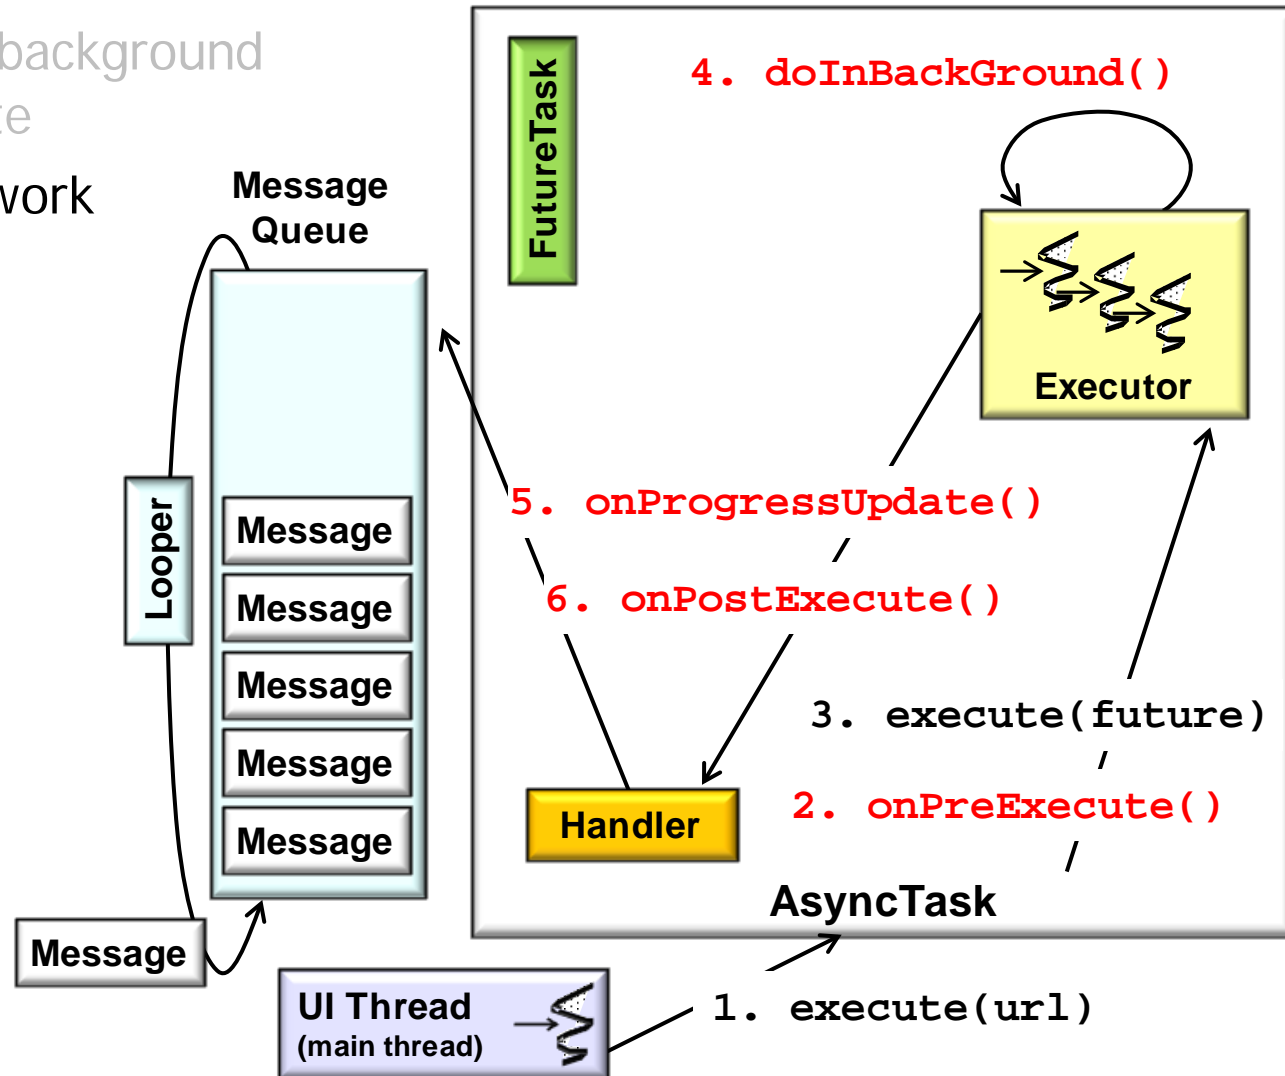 background
te
work
Message
Queue
FutureTask
4. doInBackGround()
Executor
Looper
Message
Message
Message
Message
Message
5. onProgressUpdate()
6. onPostExecute()
3. execute(future)
2. onPreExecute()
Handler
AsyncTask
Message
UI Thread
(main thread)
1. execute(url)